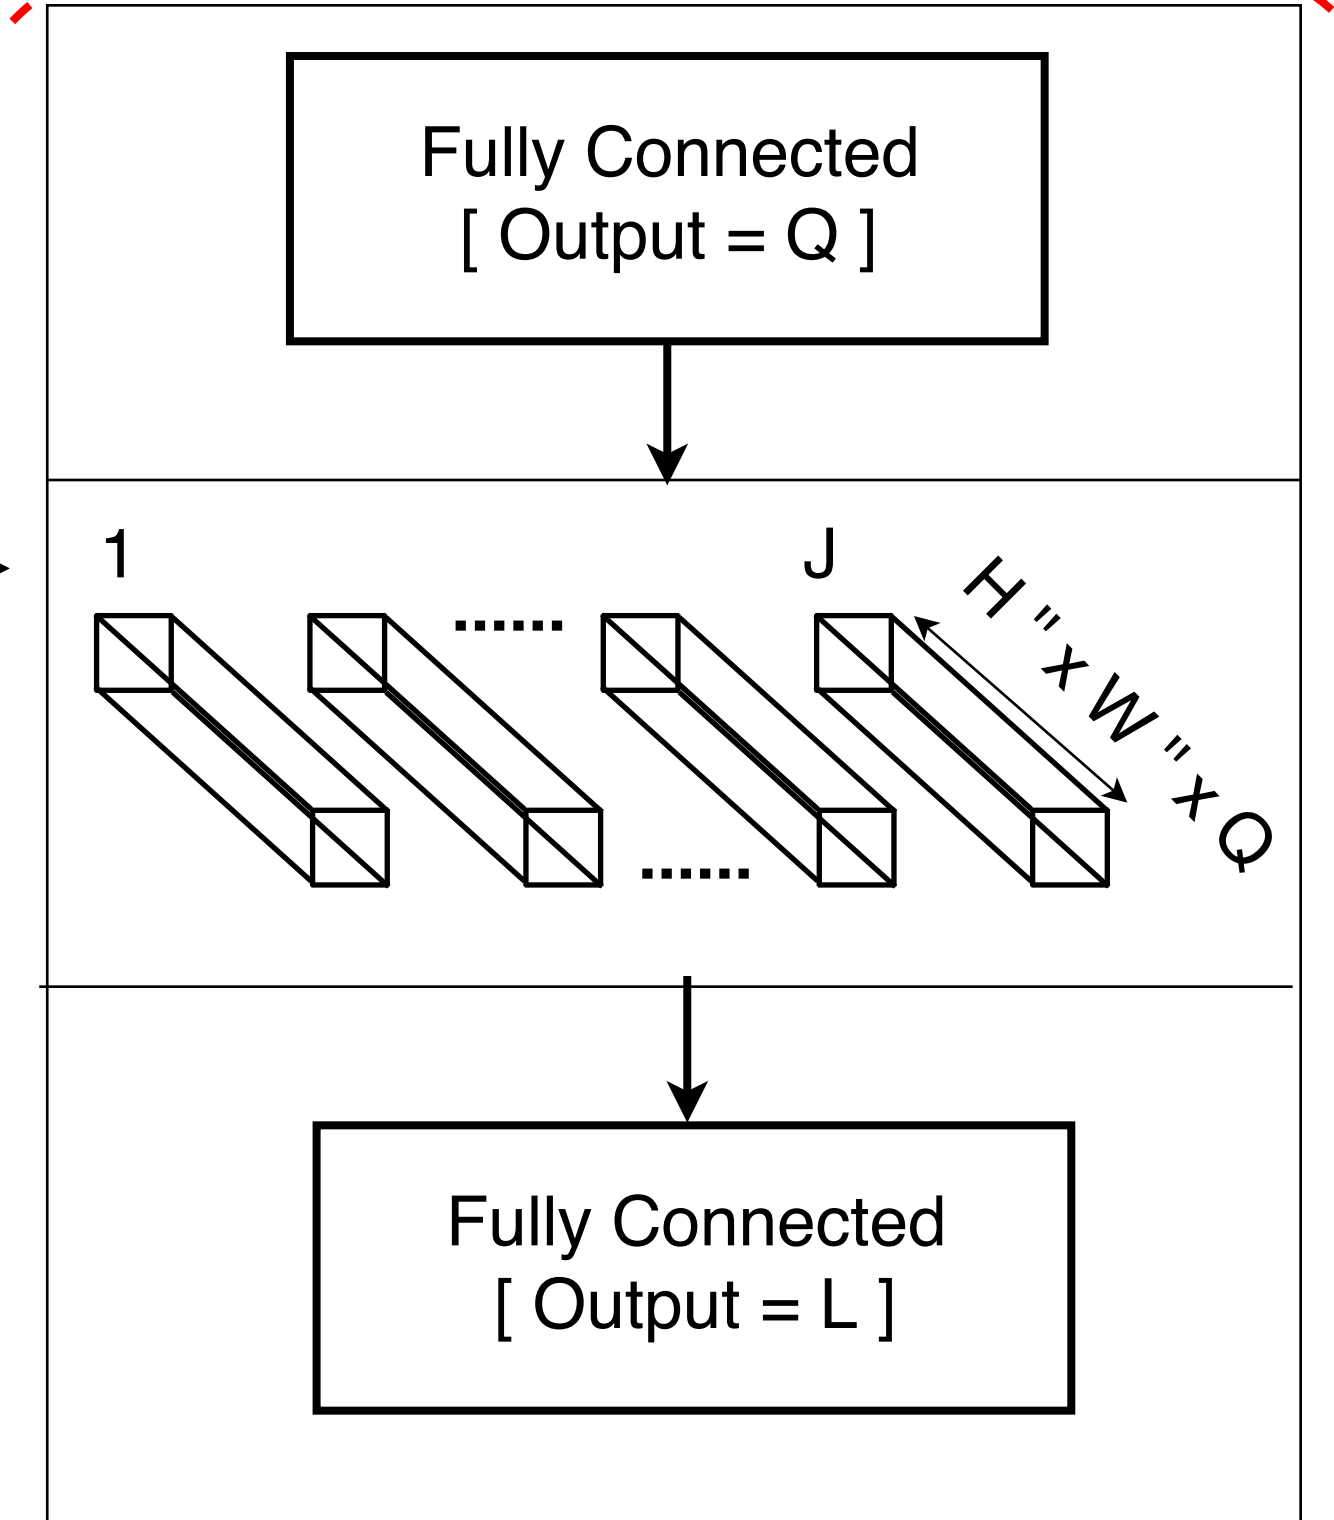 Fully Connected
[ Output = Q ]
1
J
H " x W " x Q
Fully Connected
[ Output = L ]